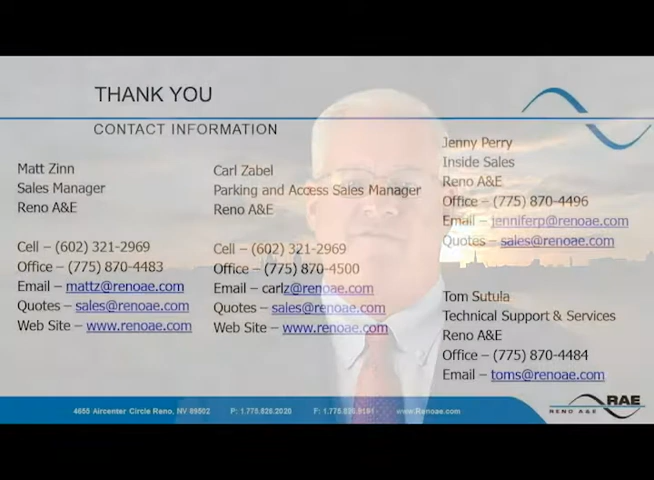 THANK YOU
CONTACT INFORMATION
Matt Zinn
Sales Manager
Reno A&E
Cell – (602) 321-2969
Office – (775) 870-4483
Email – mattz@renoae.com
Quotes – sales@renoae.com
Web Site – www.renoae.com
Carl Zabel
Parking and Access Sales Manager
Reno A&E
Cell – (602) 321-2969
Office – (775) 870-4500
Email – carlz@renoae.com
Quotes – sales@renoae.com
Web Site – www.renoae.com
Jenny Perry
Inside Sales
Reno A&E
Office – (775) 870-4496
Email – jenniferp@renoae.com
Quotes – sales@renoae.com
Tom Sutula
Technical Support & Services
Reno A&E
Office – (775) 870-4484
Email – toms@renoae.com
4655 Aircenter Circle Reno, NV 89502 P: 1.775.826.2020 F: www.Renoae.com
RAE
RENO A&E